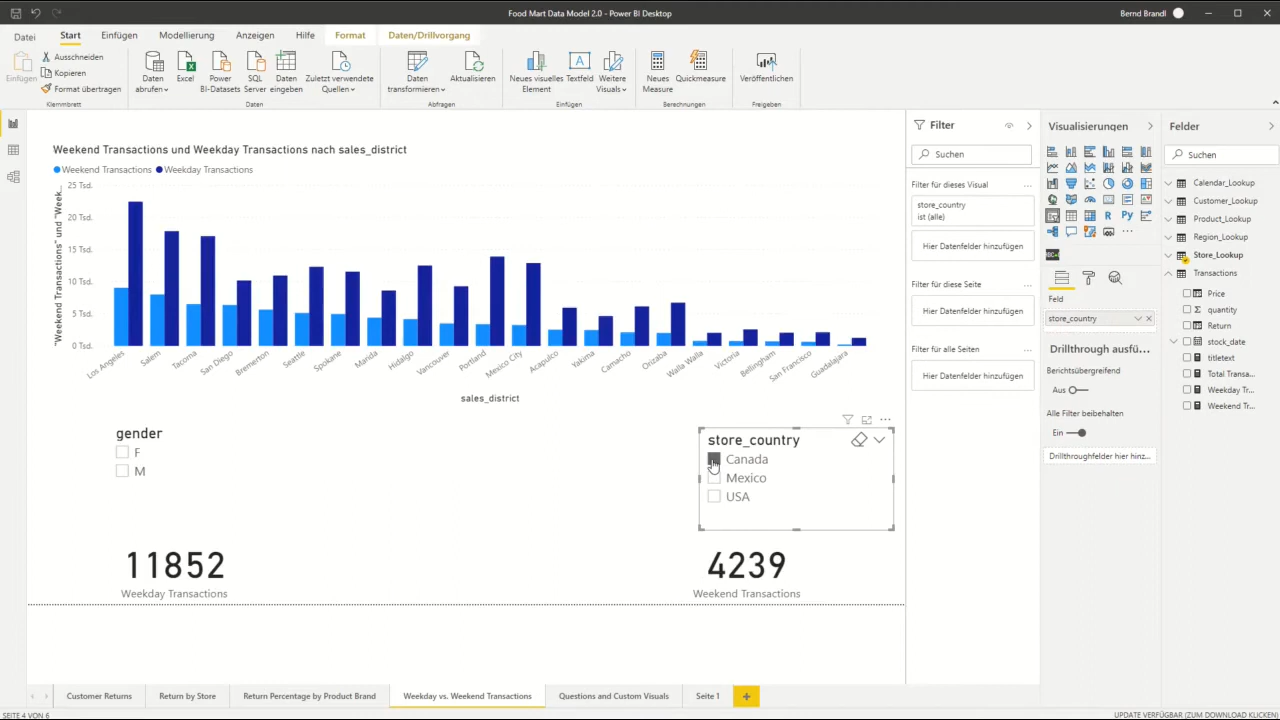 Food Mart Data Model 2.0 - Power BI Desktop
Bernd Brandl
Datei
Start
Einfügen
Modellierung
Anzeigen
Hilfe
Format
Daten/Drillvorgang
Einfügen
Ausschneiden
Kopieren
Format übertragen
Klemmbrett
Daten abrufen
Excel
Power BI-Datasets
SQL Server
Daten eingeben
Zuletzt verwendete Quellen
Daten
Daten transformieren
Aktualisieren
Abfragen
Neues visuelles Element
Textfeld
Weitere Visuals
Einfügen
Neues Measure
Quickmeasure
Berechnungen
Veröffentlichen
Freigeben
Weekend Transactions und Weekday Transactions nach sales_district
Weekend Transactions
Weekday Transactions
"Weekend Transactions" und "Week...
25 Tsd.
20 Tsd.
15 Tsd.
10 Tsd.
5 Tsd.
0 Tsd.
Los Angeles
Salem
Tacoma
San Diego
Bremerton
Seattle
Spokane
Merida
Hidalgo
Vancouver
Portland
Mexico City
Acapulco
Yakima
Camacho
Orizaba
Walla Walla
Victoria
Bellingham
San Francisco
Guadalajara
sales_district
gender
F
M
store_country
Canada
Mexico
USA
11852
Weekday Transactions
4239
Weekend Transactions
Filter
Suchen
Filter für dieses Visual
...
store_country
ist (alle)
Hier Datenfelder hinzufügen
Filter für diese Seite
...
Hier Datenfelder hinzufügen
Filter für alle Seiten
...
Hier Datenfelder hinzufügen
Visualisierungen
R
Py
...
Feld
store_country
Drillthrough ausfü...
Berichtsübergreifend
Aus
Alle Filter beibehalten
Ein
Drillthroughfelder hier hinz...
Felder
Suchen
Calendar_Lookup
Customer_Lookup
Product_Lookup
Region_Lookup
Store_Lookup
Transactions
Price
quantity
Return
stock_date
titletext
Total Transa...
Weekday Tr...
Weekend Tr...
Customer Returns
Return by Store
Return Percentage by Product Brand
Weekday vs. Weekend Transactions
Questions and Custom Visuals
Seite 1
+
SEITE 4 VON 6
UPDATE VERFÜGBAR (ZUM DOWNLOAD KLICKEN)